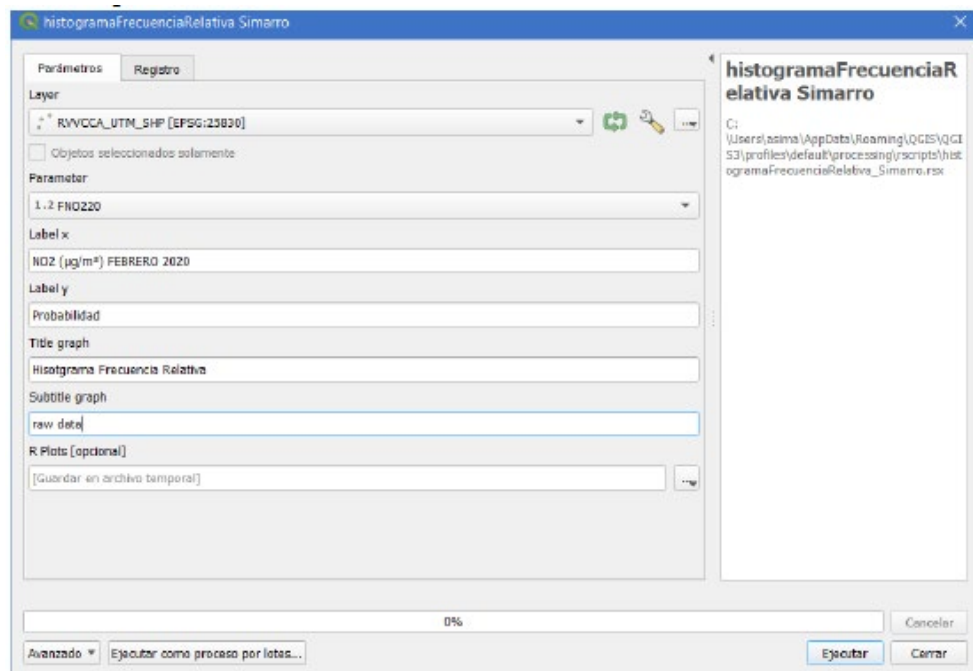 histogramaFrecuenciaRelativa Simarro
Parámetros
Registro
Layer
RVVCCA_UTM_SHP [EPSG:25830]
Objetos seleccionados solamente
Parameter
1.2 FNO220
Label x
NO2 (µg/m³) FEBRERO 2020
Label y
Probabilidad
Title graph
Hisotgrama Frecuencia Relativa
Subtitle graph
raw data
R Plots [opcional]
[Guardar en archivo temporal]
histogramaFrecuenciaR
elativa Simarro
C:
\Users\asima\AppData\Roaming\QGIS\QGI
S3\profiles\default\processing\rscripts\hist
ogramaFrecuenciaRelativa_Simarro.rsx
0%
Cancelar
Avanzado
Ejecutar como proceso por lotes...
Ejecutar
Cerrar